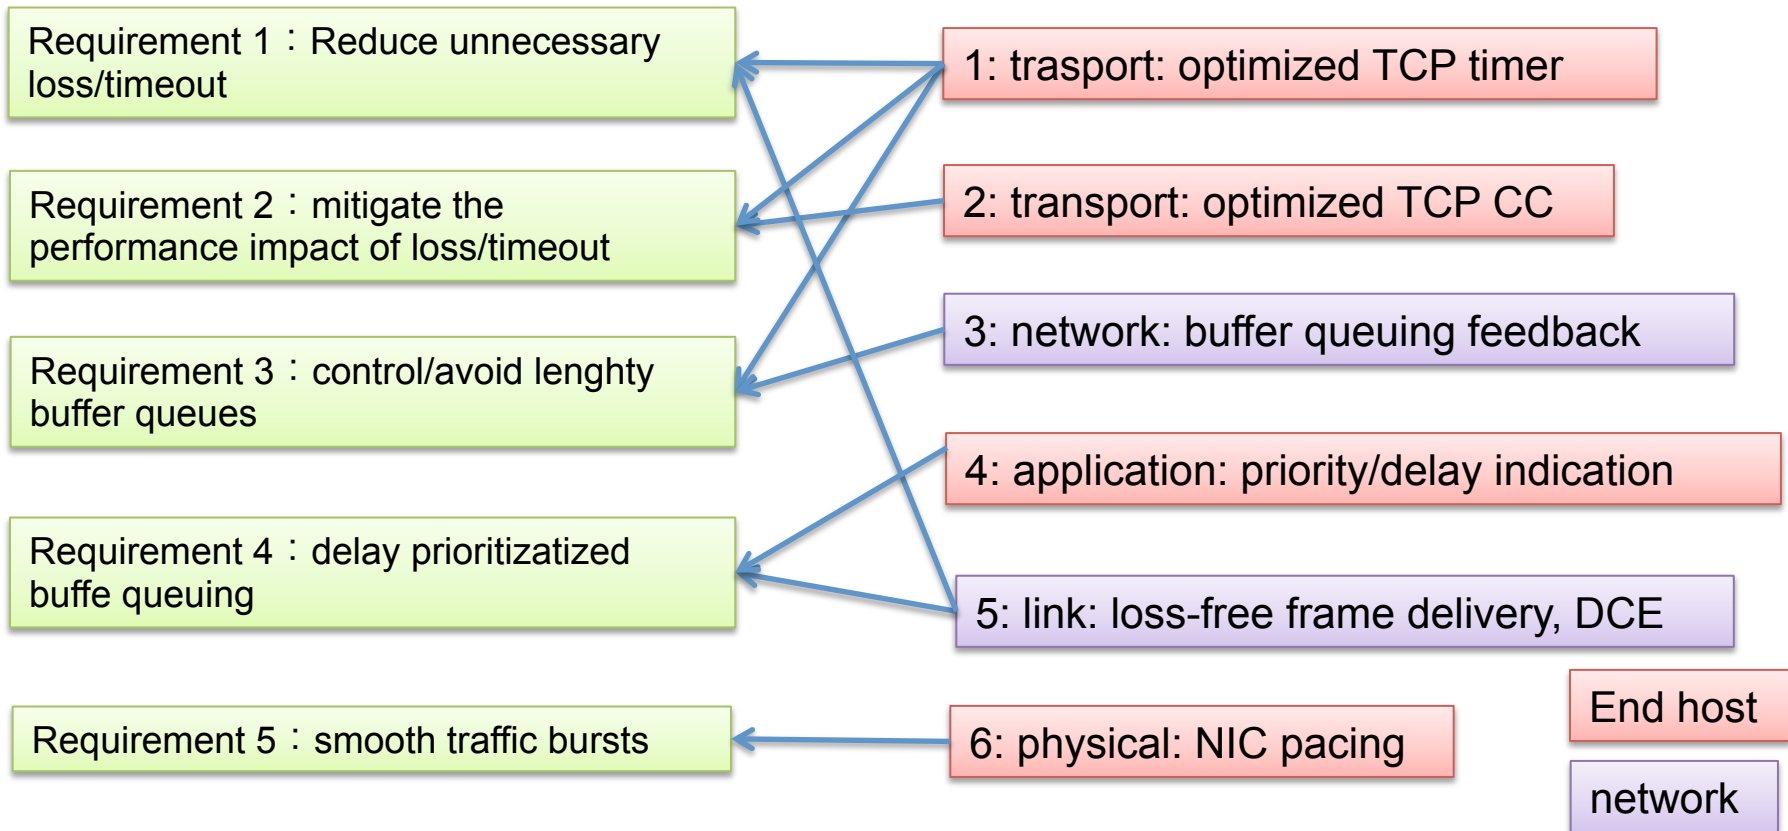 Requirement 1：Reduce unnecessary
loss/timeout
Requirement 2：mitigate the
performance impact of loss/timeout
Requirement 3：control/avoid lenghty
buffer queues
Requirement 4：delay prioritizatized
buffe queuing
Requirement 5：smooth traffic bursts
1: trasport: optimized TCP timer
2: transport: optimized TCP CC
3: network: buffer queuing feedback
4: application: priority/delay indication
5: link: loss-free frame delivery, DCE
6: physical: NIC pacing
End host
network